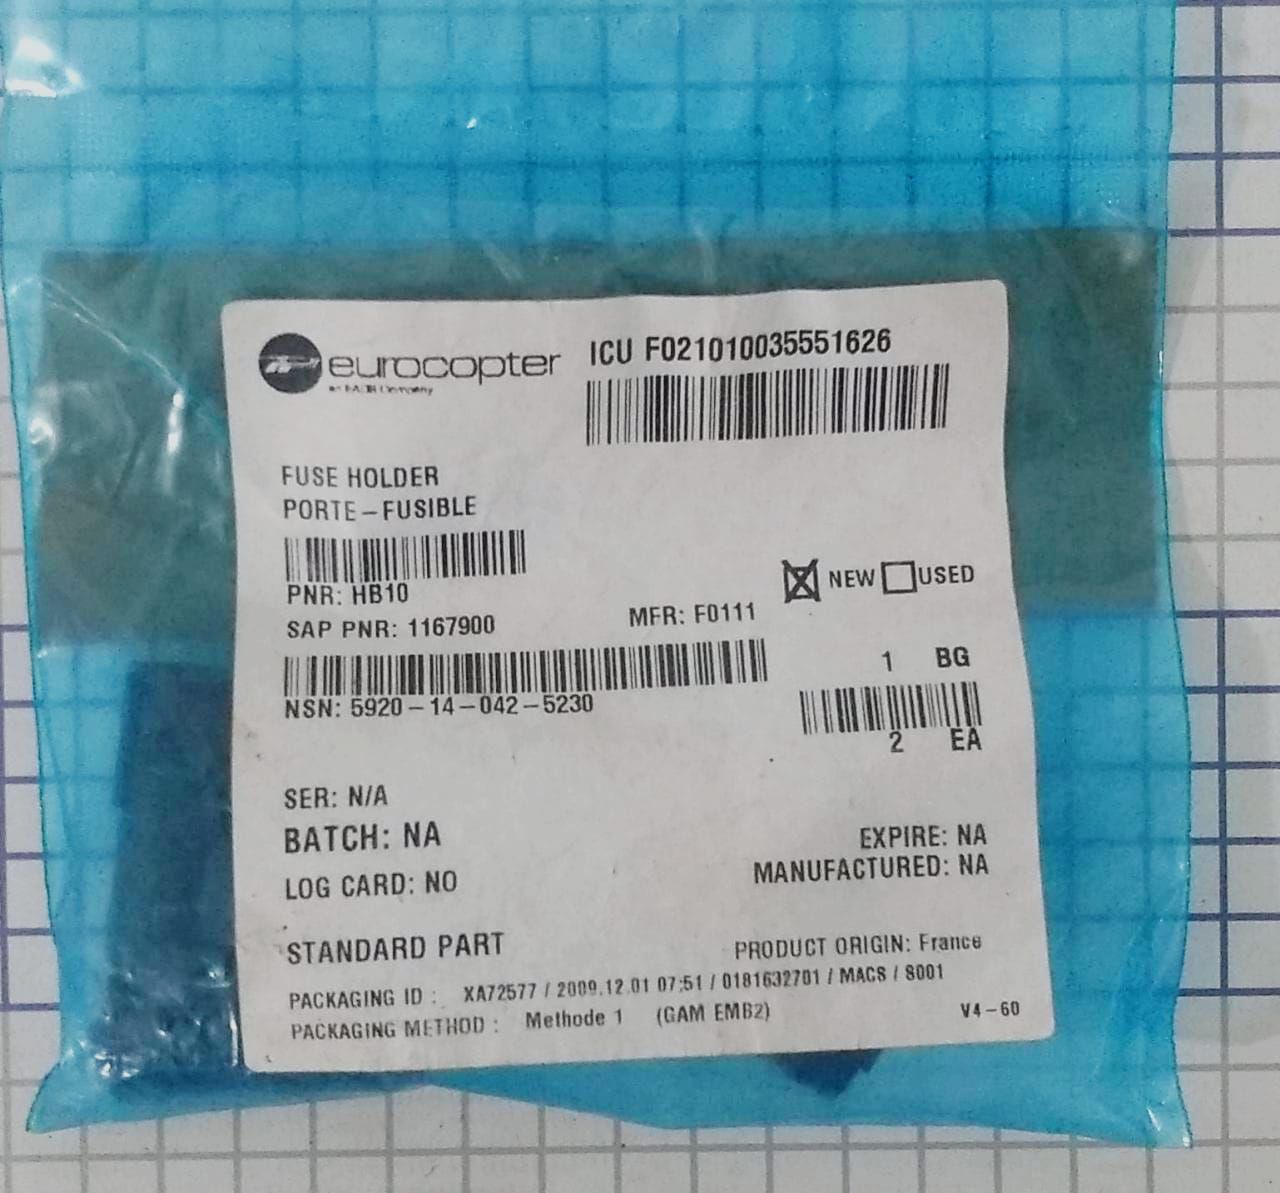 eurocopter
an EADS Company
ICU F021010035551626
FUSE HOLDER
PORTE-FUSIBLE
PNR: HB10
NEW USED
SAP PNR: 1167900
MFR: F0111
1 BG
NSN: 5920-14-042-5230
2 EA
SER: N/A
BATCH: NA
EXPIRE: NA
LOG CARD: NO
MANUFACTURED: NA
STANDARD PART
PRODUCT ORIGIN: France
PACKAGING ID : XA72577 / 2009.12.01 07:51 / 0181632701 / MACS / S001
PACKAGING METHOD : Methode 1 (GAM EMB2)
V4-60